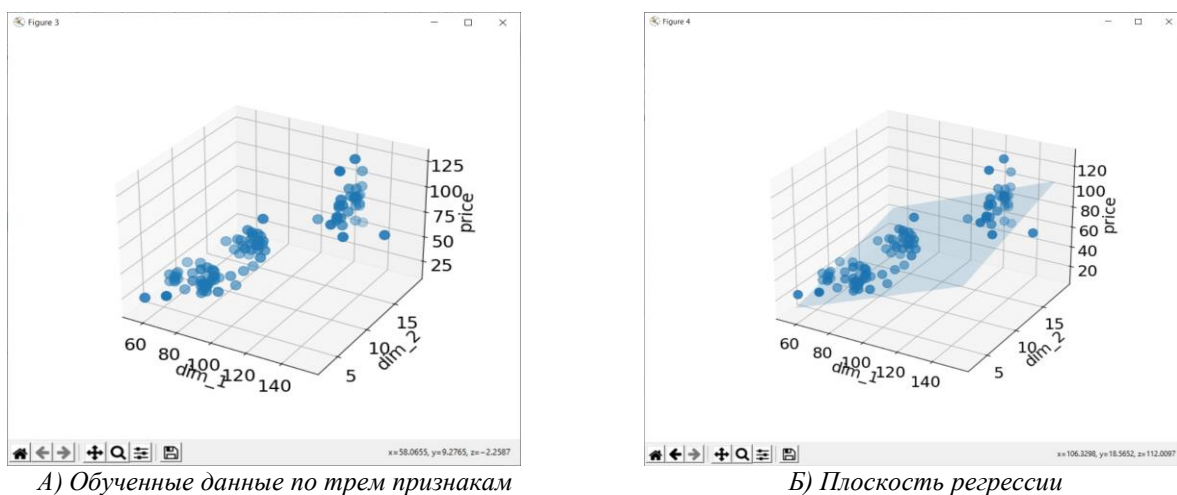 Figure 3
125
100
75
50
25
price
15
10
5
dim_2
60
80
100
120
140
dim_1
x=58.0655, y=9.2765, z=−2.2587
А) Обученные данные по трем признакам
Figure 4
120
100
80
60
40
20
price
15
10
5
dim_2
60
80
100
120
140
dim_1
x=106.3298, y=18.5652, z=112.0097
Б) Плоскость регрессии